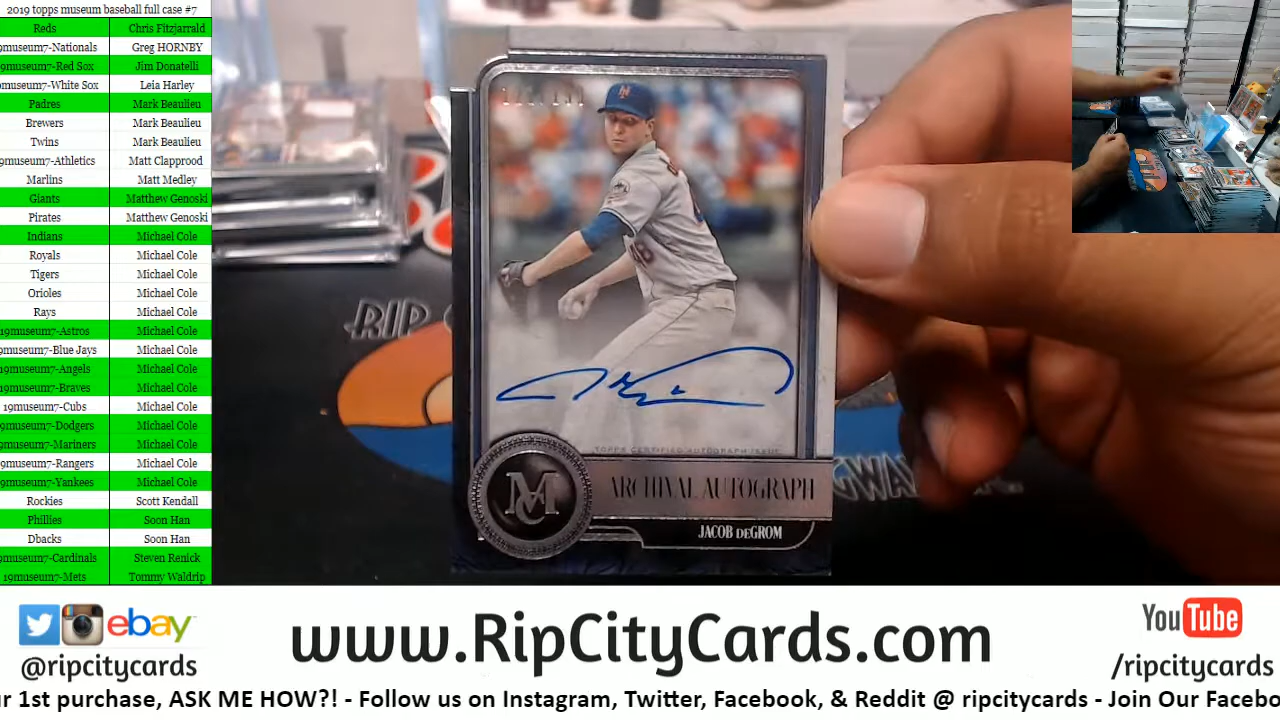 2019 topps museum baseball full case #7
Reds Chris Fitzjarrald
9museum7-Nationals Greg HORNBY
9museum7-Red Sox Jim Donatelli
museum7-White Sox Leia Harley
Padres Mark Beaulieu
Brewers Mark Beaulieu
Twins Mark Beaulieu
9museum7-Athletics Matt Clapprood
Marlins Matt Medley
Giants Matthew Genoski
Pirates Matthew Genoski
Indians Michael Cole
Royals Michael Cole
Tigers Michael Cole
Orioles Michael Cole
Rays Michael Cole
19museum7-Astros Michael Cole
9museum7-Blue Jays Michael Cole
19museum7-Angels Michael Cole
19museum7-Braves Michael Cole
19museum7-Cubs Michael Cole
9museum7-Dodgers Michael Cole
9museum7-Mariners Michael Cole
9museum7-Rangers Michael Cole
9museum7-Yankees Michael Cole
Rockies Scott Kendall
Phillies Soon Han
Dbacks Soon Han
9museum7-Cardinals Steven Renick
19museum7-Mets Tommy Waldrip
RIP
TOPPS CERTIFIED AUTOGRAPH ISSUE
MC
ARCHIVAL AUTOGRAPH
JACOB DEGROM
ebay
@ripcitycards
www.RipCityCards.com
YouTube
/ripcitycards
r 1st purchase, ASK ME HOW?! - Follow us on Instagram, Twitter, Facebook, & Reddit @ ripcitycards - Join Our Facebo